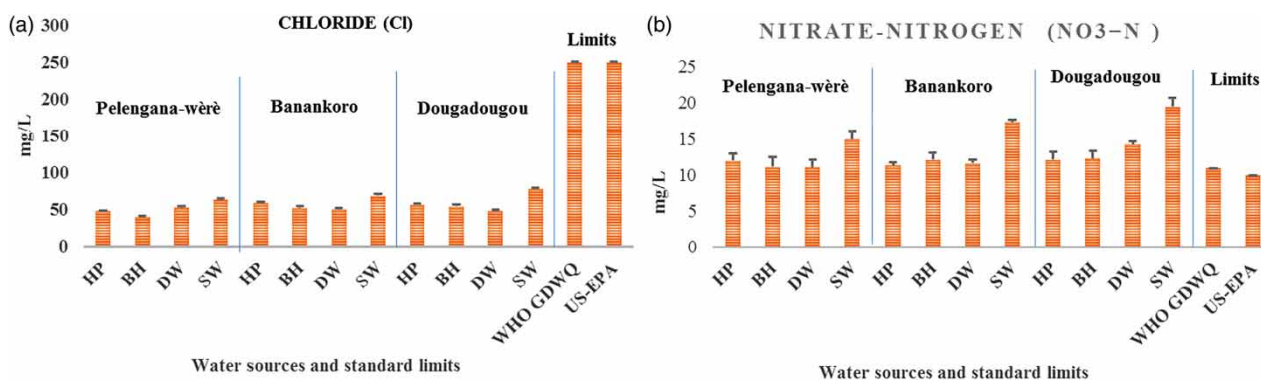 (a)
CHLORIDE (Cl)
300
250
200
150
100
50
0
mg/L
Pelengana-wèrè
Banankoro
Dougadougou
Limits
HP
BH
DW
SW
HP
BH
DW
SW
HP
BH
DW
SW
WHO GDWQ
US-EPA
Water sources and standard limits
(b)
NITRATE-NITROGEN (NO3–N )
25
20
15
10
5
0
mg/L
Pelengana-wèrè
Banankoro
Dougadougou
Limits
HP
BH
DW
SW
HP
BH
DW
SW
HP
BH
DW
SW
WHO GDWQ
US-EPA
Water sources and standard limits